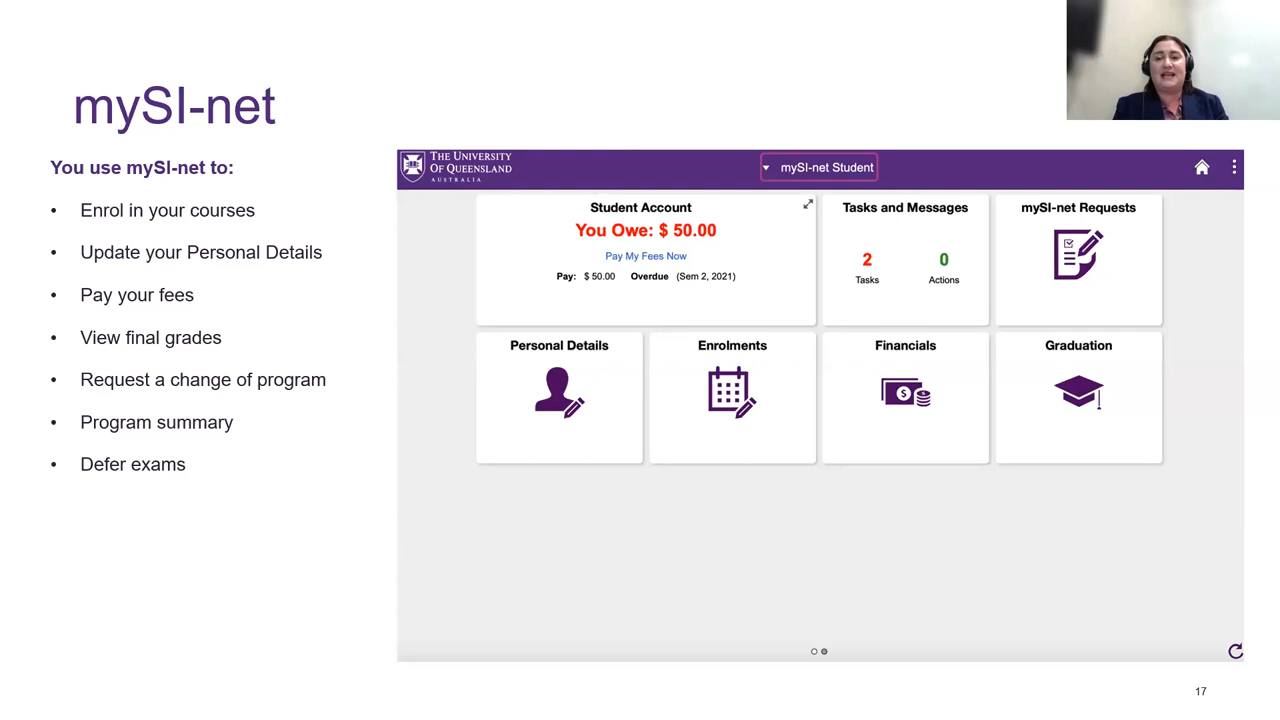 mySI-net
You use mySI-net to:
• Enrol in your courses
• Update your Personal Details
• Pay your fees
• View final grades
• Request a change of program
• Program summary
• Defer exams
THE UNIVERSITY
OF QUEENSLAND
AUSTRALIA
mySI-net Student
Student Account
You Owe: $ 50.00
Pay My Fees Now
Pay: $ 50.00 Overdue (Sem 2, 2021)
Tasks and Messages
2 0
Tasks Actions
mySI-net Requests
Personal Details
Enrolments
Financials
$
Graduation
17